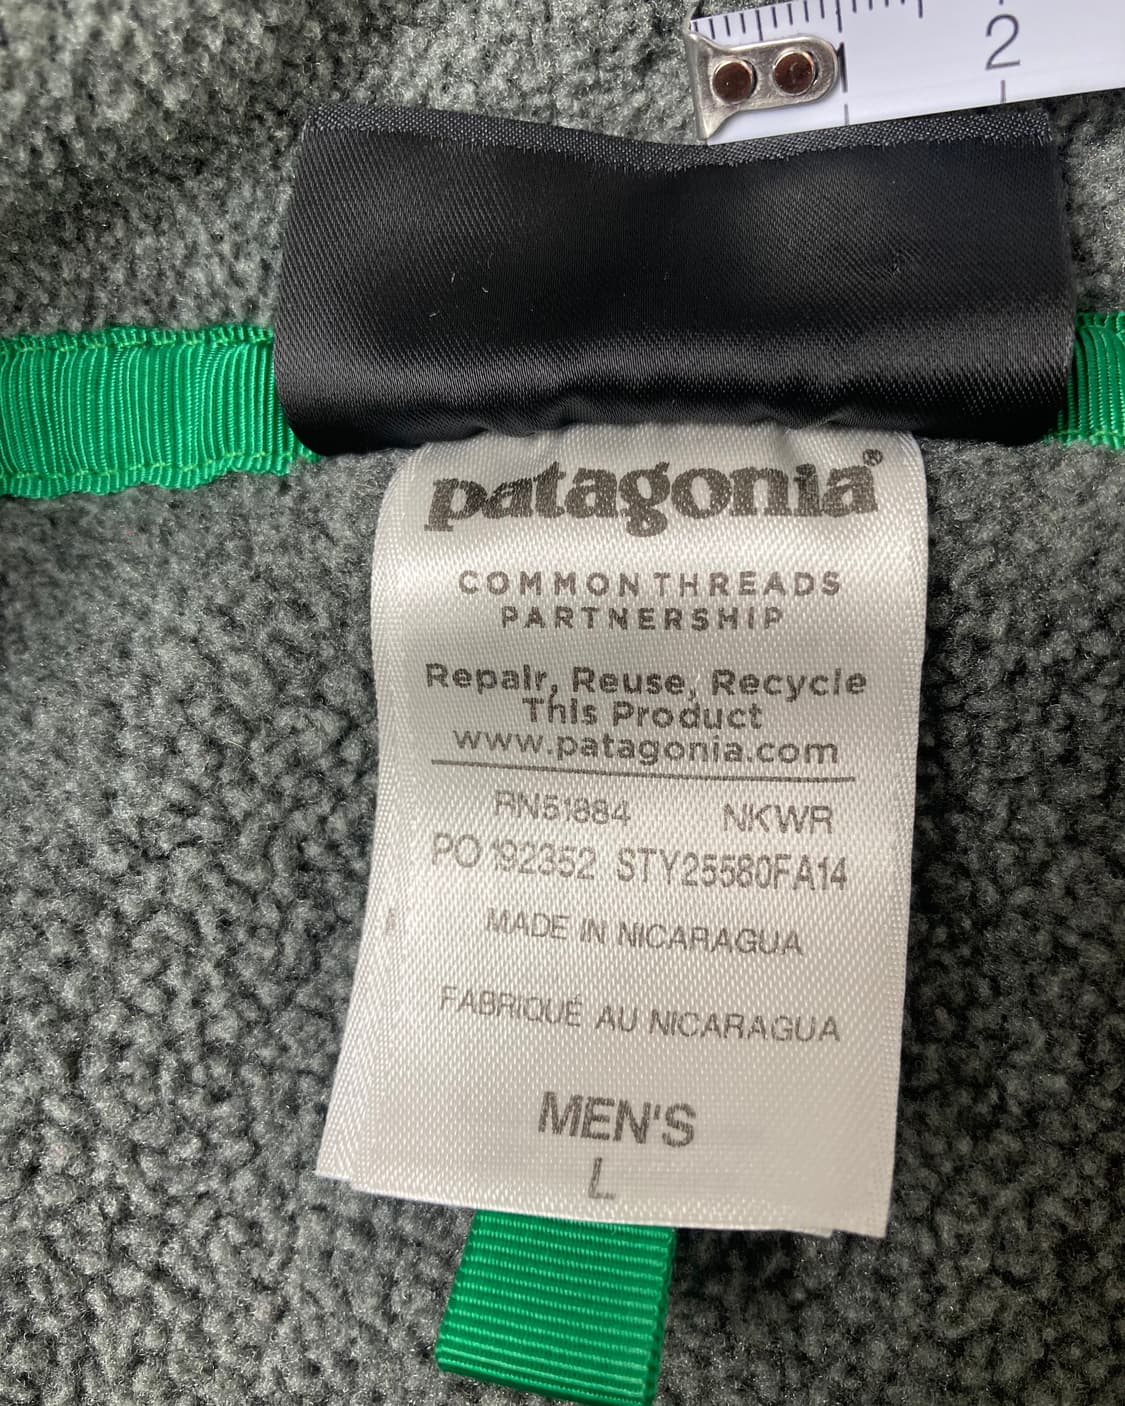 2
patagonia®
COMMON THREADS
PARTNERSHIP
Repair, Reuse, Recycle
This Product
www.patagonia.com
RN51884 NKWR
PO 192352 STY25580FA14
MADE IN NICARAGUA
FABRIQUÉ AU NICARAGUA
MEN'S
L